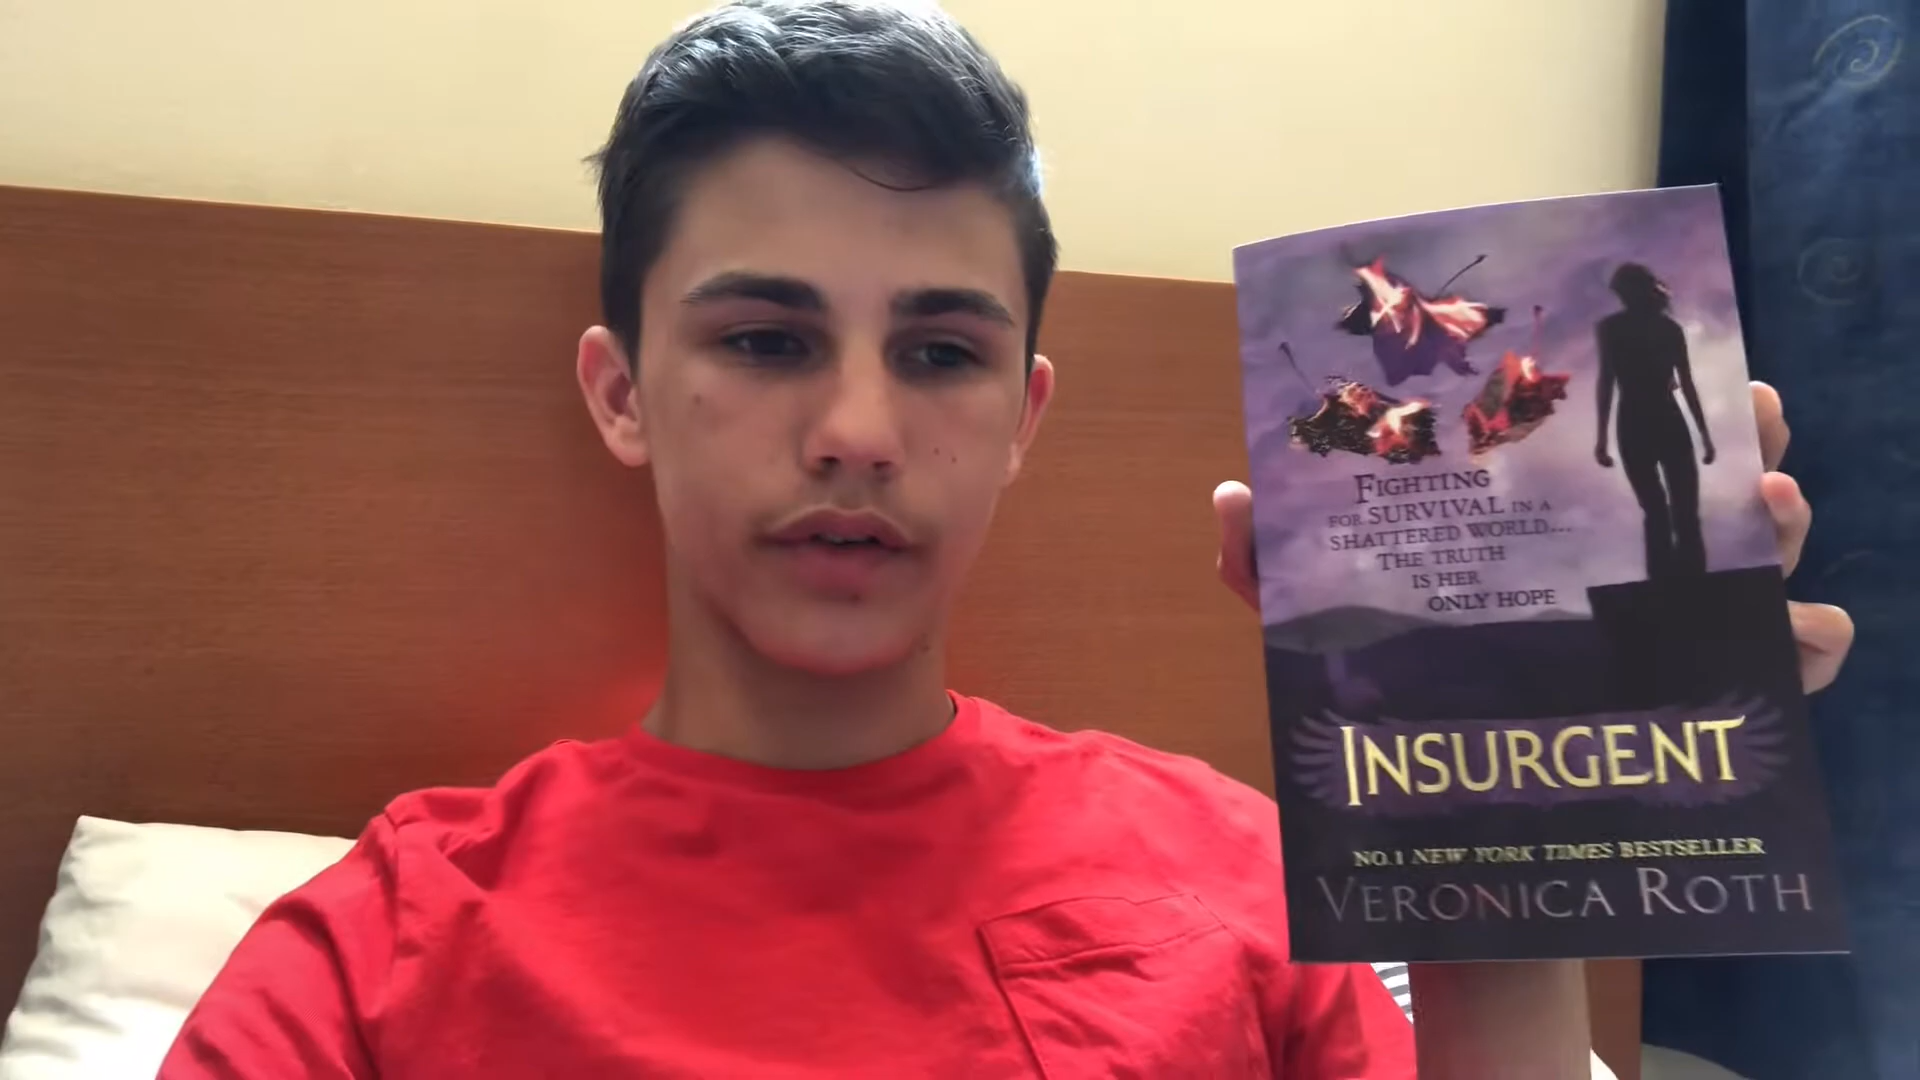 FIGHTING
FOR SURVIVAL IN A
SHATTERED WORLD...
THE TRUTH
IS HER
ONLY HOPE
INSURGENT
NO.1 NEW YORK TIMES BESTSELLER
VERONICA ROTH